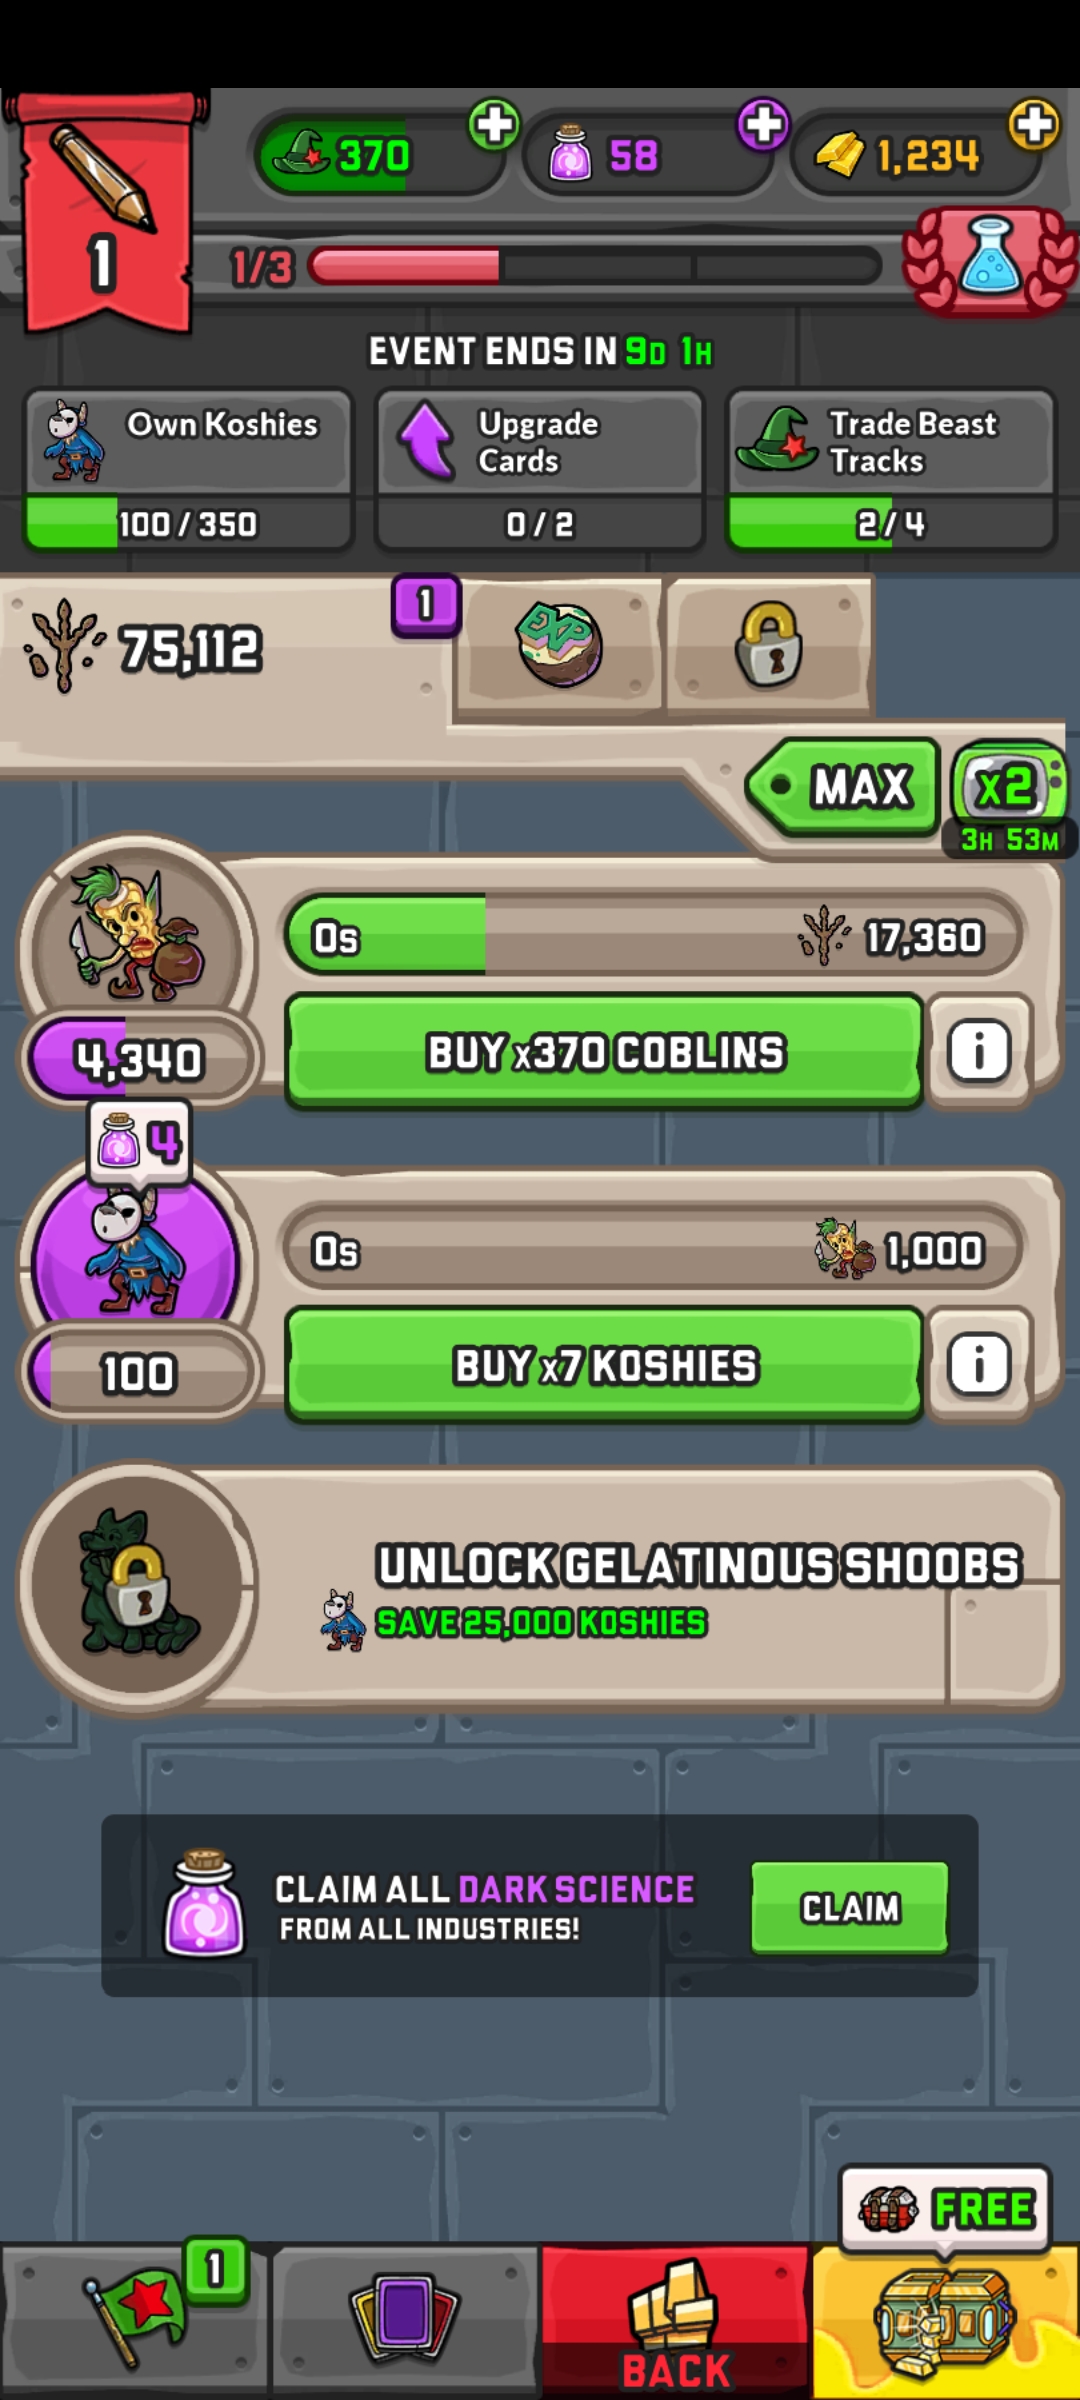 370
58
1,234
1
1/3
EVENT ENDS IN 9D 1H
Own Koshies
100 / 350
Upgrade
Cards
0 / 2
Trade Beast
Tracks
2 / 4
75,112
1
EXP
MAX
x2
3H 53M
0s
17,360
4,340
BUY x370 COBLINS
4
0s
1,000
100
BUY x7 KOSHIES
UNLOCK GELATINOUS SHOOBS
SAVE 25,000 KOSHIES
CLAIM ALL DARK SCIENCE
FROM ALL INDUSTRIES!
CLAIM
FREE
1
BACK